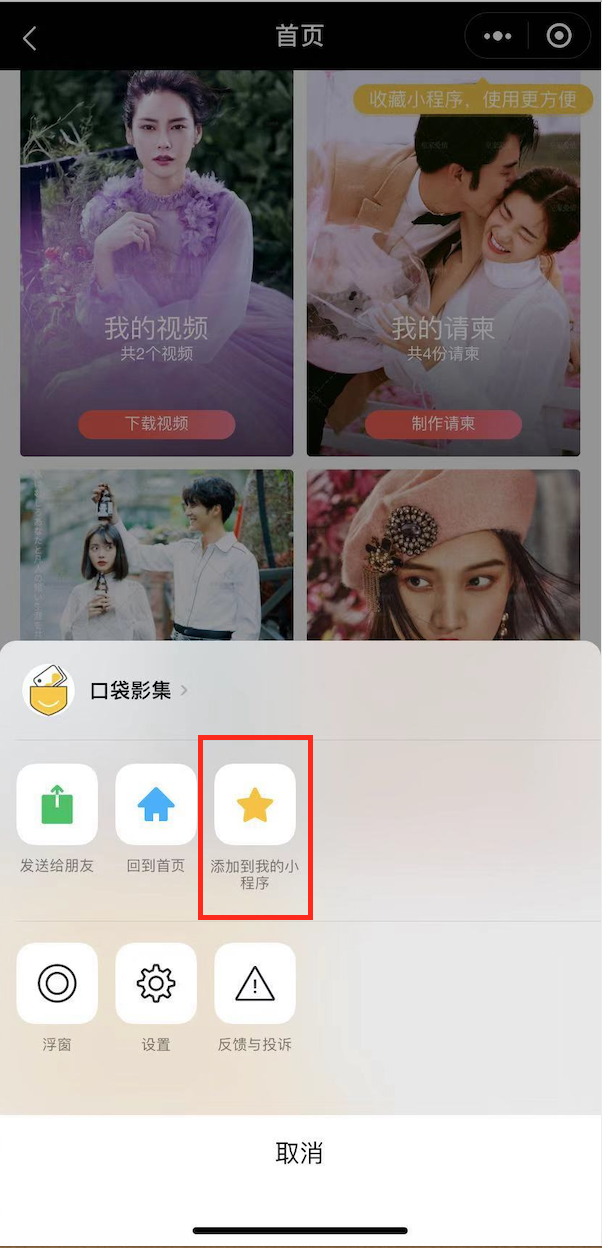 首页
收藏小程序，使用更方便
我的视频
共2个视频
下载视频
我的请柬
共4份请柬
制作请柬
口袋影集
发送给朋友
回到首页
添加到我的小
程序
浮窗
设置
反馈与投诉
取消